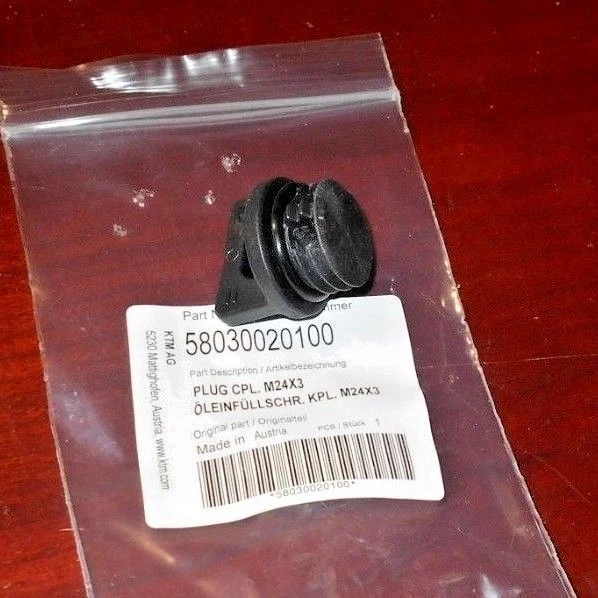 Part
58030020100
Part Description / Artikelbezeichnung
PLUG CPL. M24X3
ÖLEINFÜLLSCHR. KPL. M24X3
Original part / Originalteil
Made in Austria PCS / Stück 1
*58030020100*
KTM AG
5230 Mattighofen, Austria, www.ktm.com